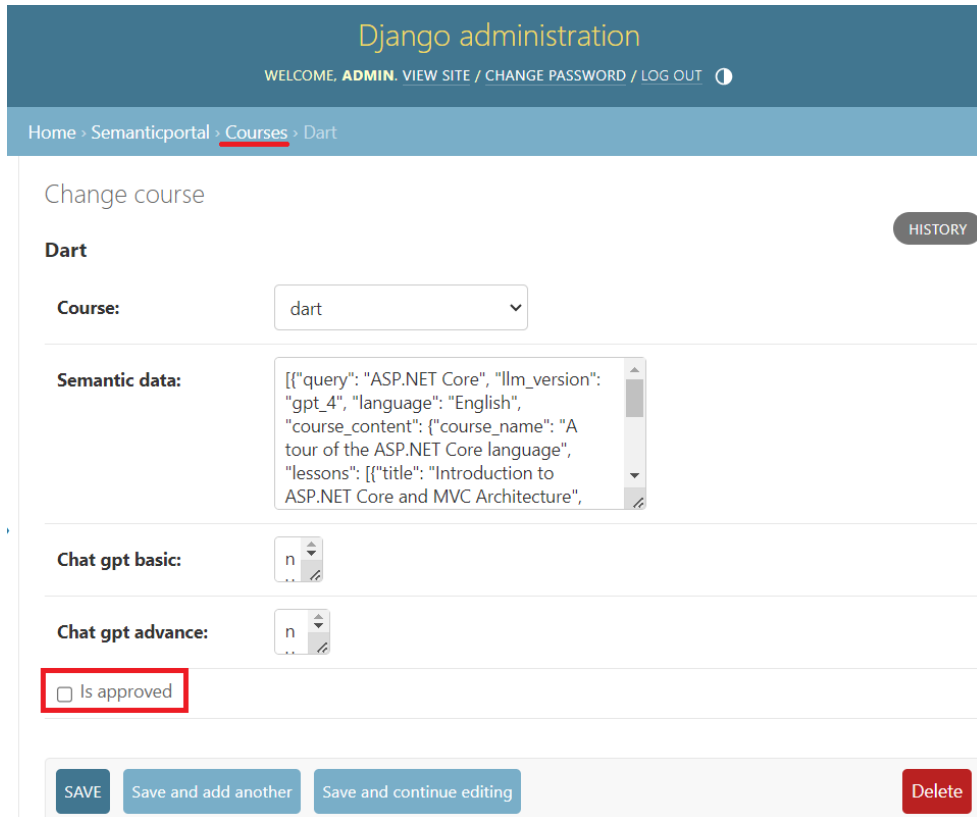 Django administration
WELCOME, ADMIN. VIEW SITE / CHANGE PASSWORD / LOG OUT
Home › Semanticportal › Courses › Dart
Change course
HISTORY
Dart
Course:
dart
Semantic data:
[{"query": "ASP.NET Core", "llm_version":
"gpt_4", "language": "English",
"course_content": {"course_name": "A
tour of the ASP.NET Core language",
"lessons": [{"title": "Introduction to
ASP.NET Core and MVC Architecture",
Chat gpt basic:
n
Chat gpt advance:
n
Is approved
SAVE
Save and add another
Save and continue editing
Delete